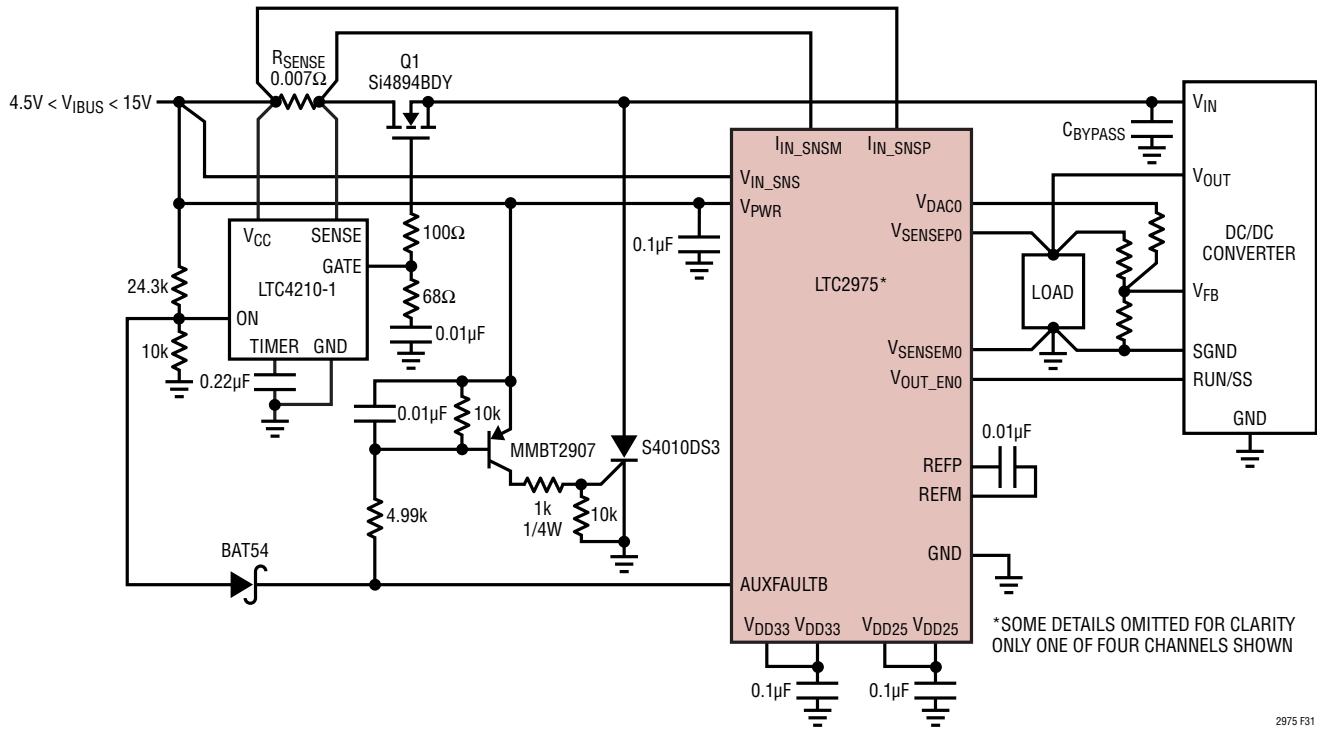 4.5V < VIBUS < 15V
RSENSE
0.007Ω
Q1
Si4894BDY
VCC
SENSE
GATE
LTC4210-1
ON
TIMER
GND
24.3k
10k
0.22µF
100Ω
68Ω
0.01µF
0.1µF
0.01µF
10k
MMBT2907
4.99k
1k
1/4W
10k
S4010DS3
BAT54
IIN_SNSM
IIN_SNSP
VIN_SNS
VPWR
VDAC0
VSENSEP0
LTC2975*
VSENSEM0
VOUT_EN0
REFP
REFM
GND
AUXFAULTB
VDD33
VDD33
VDD25
VDD25
0.1µF
0.1µF
0.01µF
LOAD
CBYPASS
VIN
VOUT
DC/DC
CONVERTER
VFB
SGND
RUN/SS
GND
*SOME DETAILS OMITTED FOR CLARITY
ONLY ONE OF FOUR CHANNELS SHOWN
2975 F31